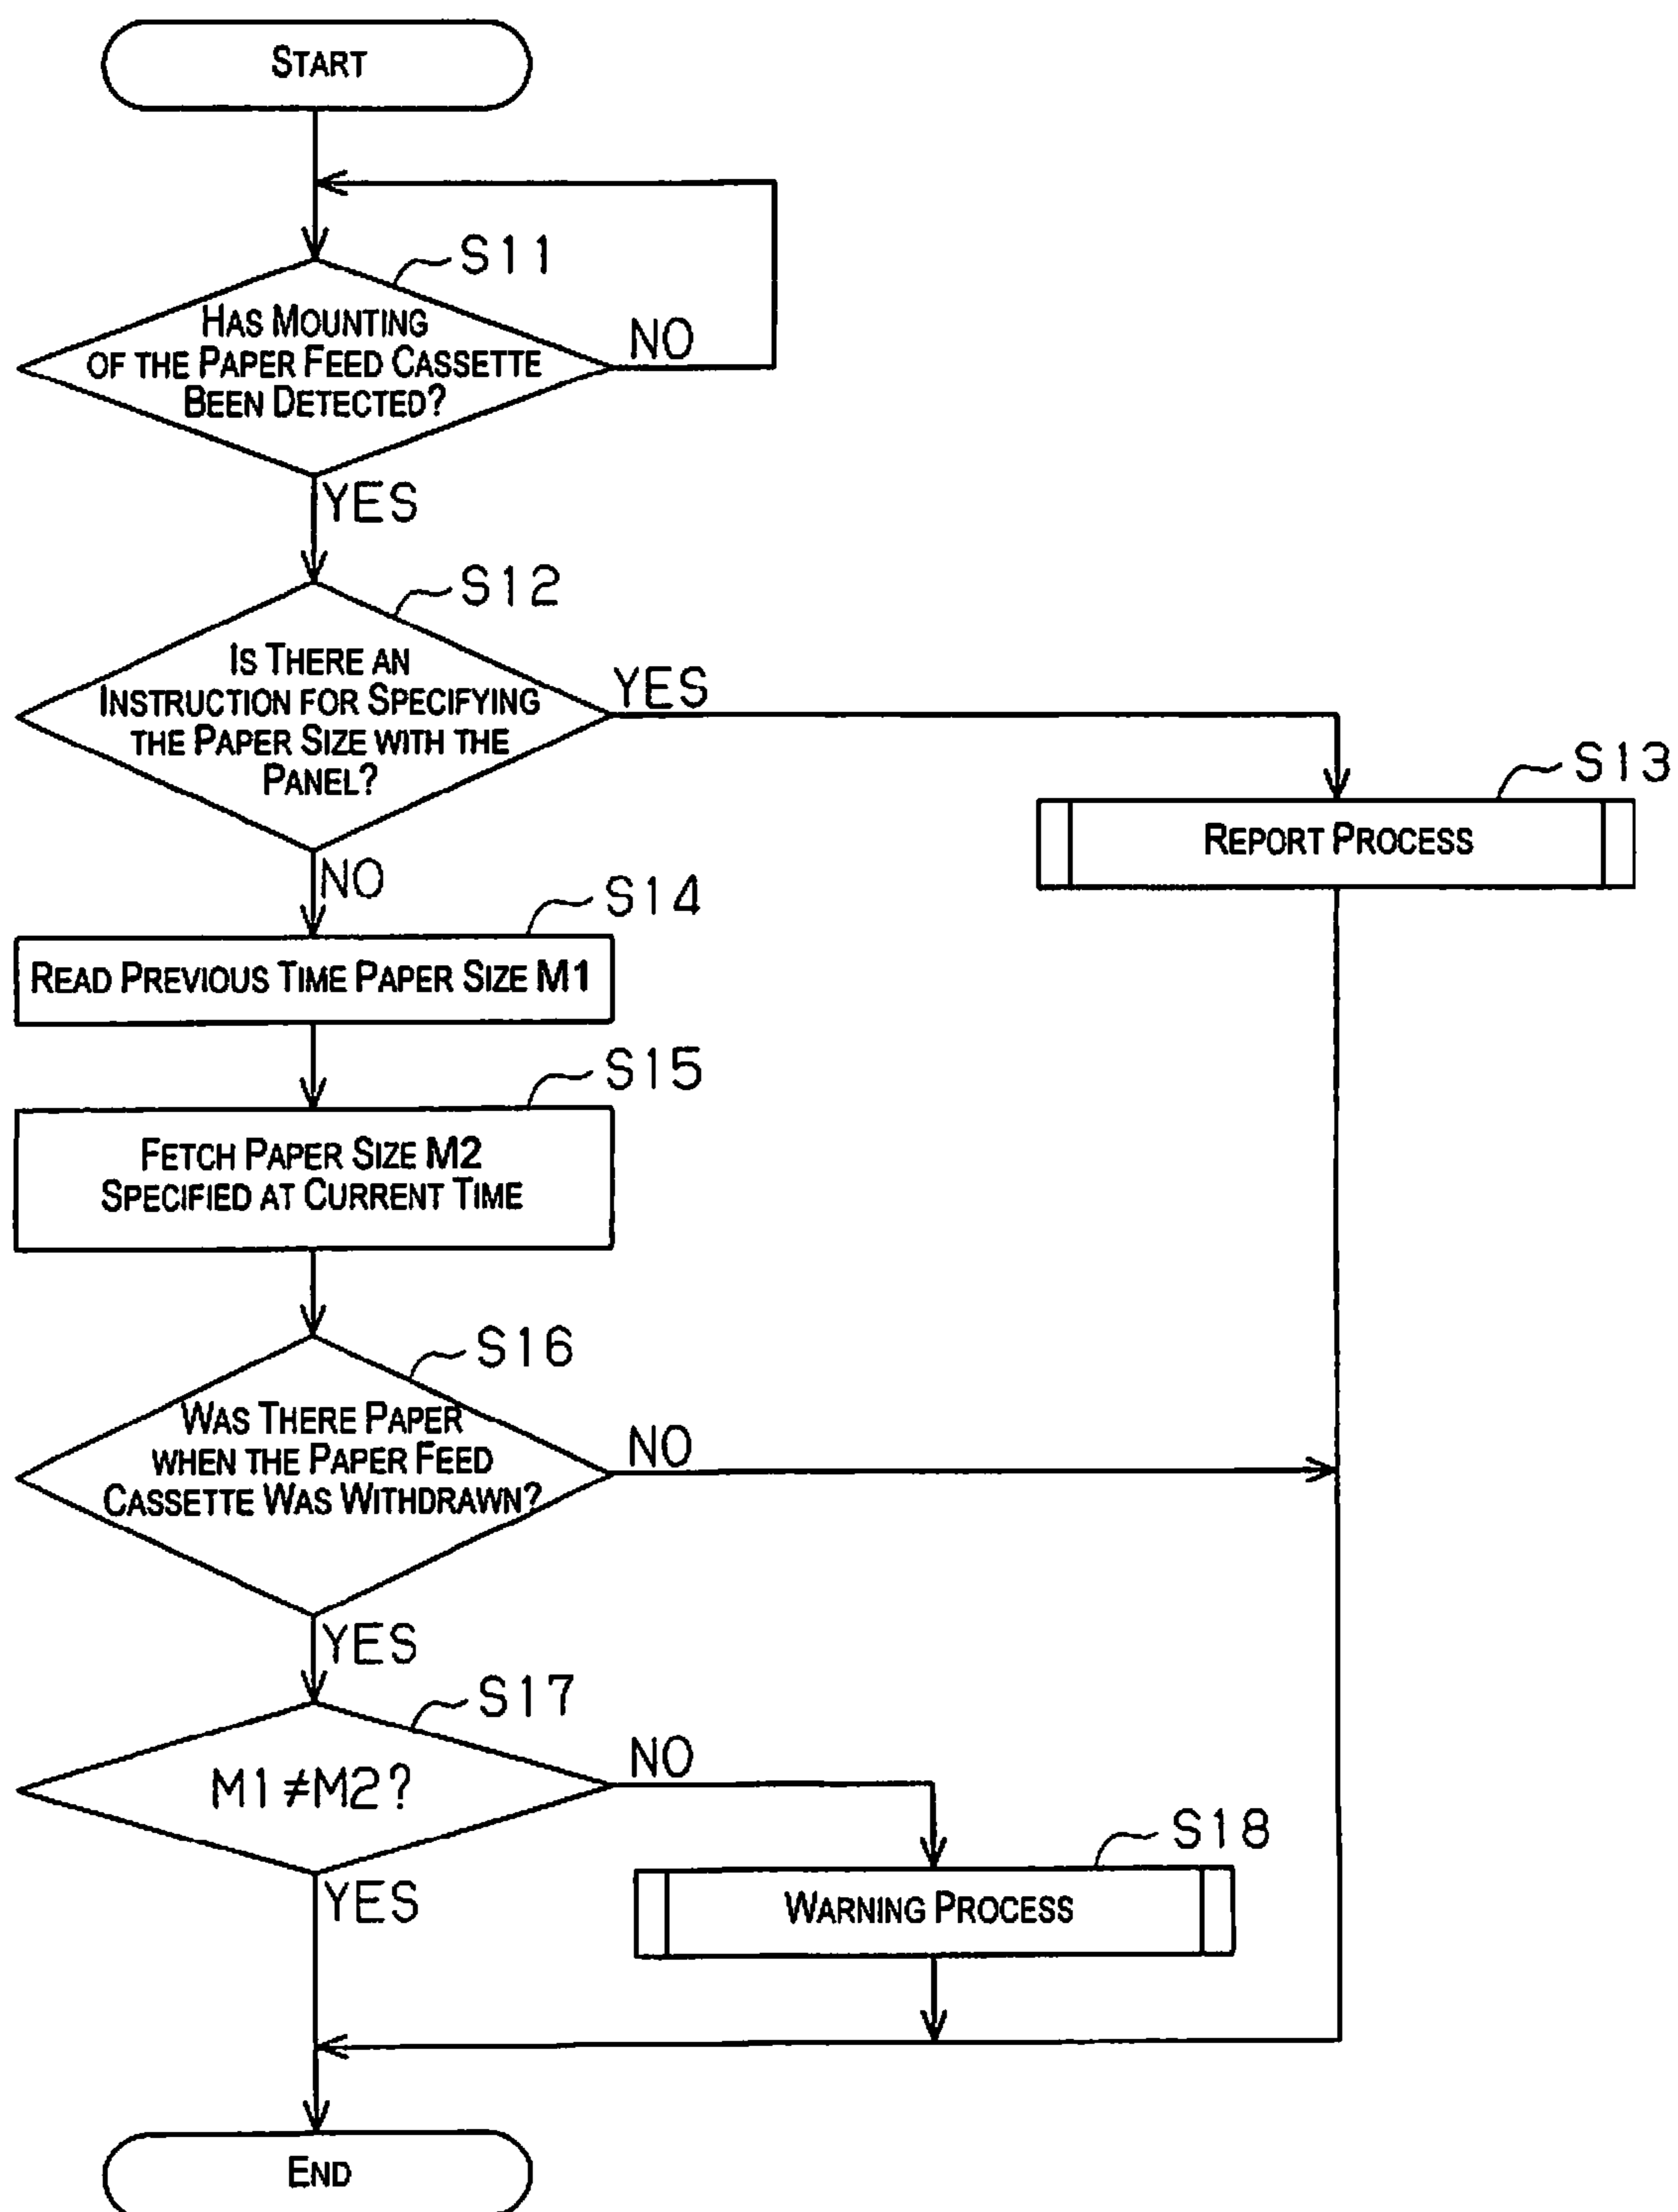 START
S11
HAS MOUNTING
OF THE PAPER FEED CASSETTE
BEEN DETECTED?
NO
YES
S12
IS THERE AN
INSTRUCTION FOR SPECIFYING
THE PAPER SIZE WITH THE
PANEL?
YES
S13
REPORT PROCESS
NO
S14
READ PREVIOUS TIME PAPER SIZE M1
S15
FETCH PAPER SIZE M2
SPECIFIED AT CURRENT TIME
S16
WAS THERE PAPER
WHEN THE PAPER FEED
CASSETTE WAS WITHDRAWN?
NO
YES
S17
M1≠M2?
NO
S18
WARNING PROCESS
YES
END